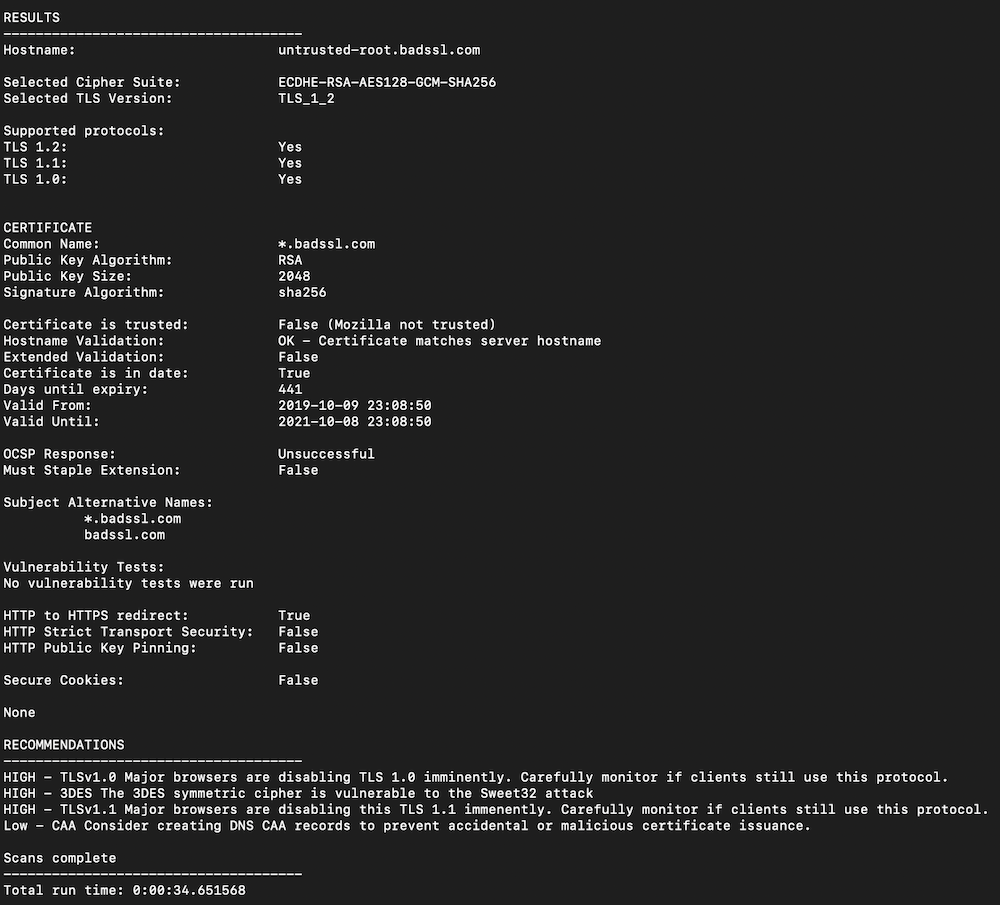 RESULTS
-------------------------------------
Hostname: untrusted-root.badssl.com
Selected Cipher Suite: ECDHE-RSA-AES128-GCM-SHA256
Selected TLS Version: TLS_1_2
Supported protocols:
TLS 1.2: Yes
TLS 1.1: Yes
TLS 1.0: Yes
CERTIFICATE
Common Name: *.badssl.com
Public Key Algorithm: RSA
Public Key Size: 2048
Signature Algorithm: sha256
Certificate is trusted: False (Mozilla not trusted)
Hostname Validation: OK - Certificate matches server hostname
Extended Validation: False
Certificate is in date: True
Days until expiry: 441
Valid From: 2019-10-09 23:08:50
Valid Until: 2021-10-08 23:08:50
OCSP Response: Unsuccessful
Must Staple Extension: False
Subject Alternative Names:
*.badssl.com
badssl.com
Vulnerability Tests:
No vulnerability tests were run
HTTP to HTTPS redirect: True
HTTP Strict Transport Security: False
HTTP Public Key Pinning: False
Secure Cookies: False
None
RECOMMENDATIONS
-------------------------------------
HIGH - TLSv1.0 Major browsers are disabling TLS 1.0 imminently. Carefully monitor if clients still use this protocol.
HIGH - 3DES The 3DES symmetric cipher is vulnerable to the Sweet32 attack
HIGH - TLSv1.1 Major browsers are disabling this TLS 1.1 immenently. Carefully monitor if clients still use this protocol.
Low - CAA Consider creating DNS CAA records to prevent accidental or malicious certificate issuance.
Scans complete
-------------------------------------
Total run time: 0:00:34.651568